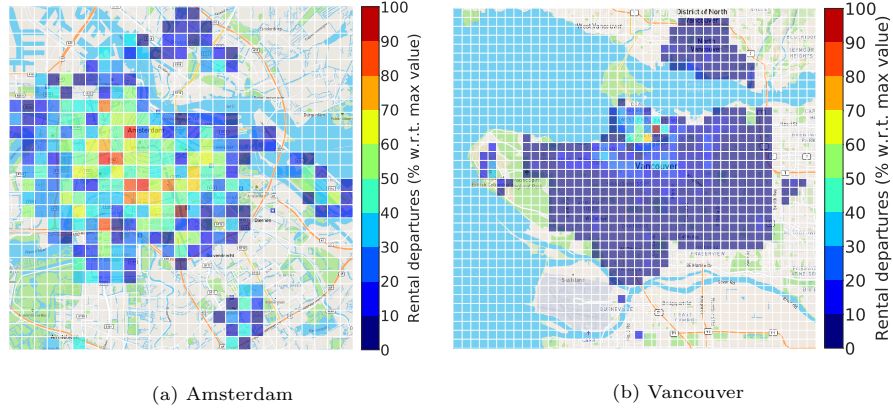 100
90
80
70
60
50
40
30
20
10
0
Rental departures (% w.r.t. max value)
Amsterdam
(a) Amsterdam
100
90
80
70
60
50
40
30
20
10
0
Rental departures (% w.r.t. max value)
District of North
Vancouver
West Vancouver
North
Vancouver
Vancouver
(b) Vancouver